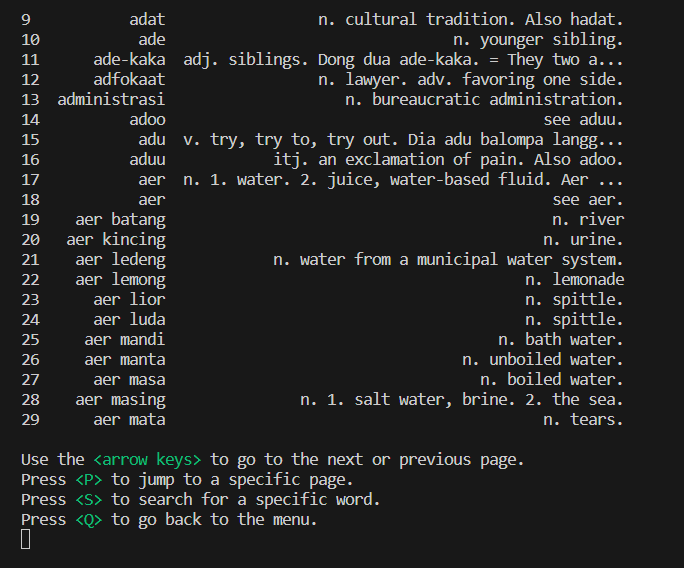 9 adat n. cultural tradition. Also hadat.
10 ade n. younger sibling.
11 ade-kaka adj. siblings. Dong dua ade-kaka. = They two a...
12 adfokaat n. lawyer. adv. favoring one side.
13 administrasi n. bureaucratic administration.
14 adoo see aduu.
15 adu v. try, try to, try out. Dia adu balompa langg...
16 aduu itj. an exclamation of pain. Also adoo.
17 aer n. 1. water. 2. juice, water-based fluid. Aer ...
18 aer see aer.
19 aer batang n. river
20 aer kincing n. urine.
21 aer ledeng n. water from a municipal water system.
22 aer lemong n. lemonade
23 aer lior n. spittle.
24 aer luda n. spittle.
25 aer mandi n. bath water.
26 aer manta n. unboiled water.
27 aer masa n. boiled water.
28 aer masing n. 1. salt water, brine. 2. the sea.
29 aer mata n. tears.
Use the <arrow keys> to go to the next or previous page.
Press <P> to jump to a specific page.
Press <S> to search for a specific word.
Press <Q> to go back to the menu.